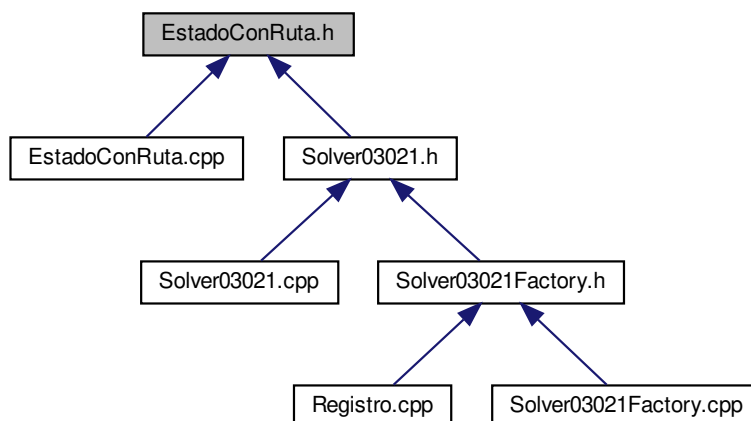 EstadoConRuta.h
EstadoConRuta.cpp
Solver03021.h
Solver03021.cpp
Solver03021Factory.h
Registro.cpp
Solver03021Factory.cpp